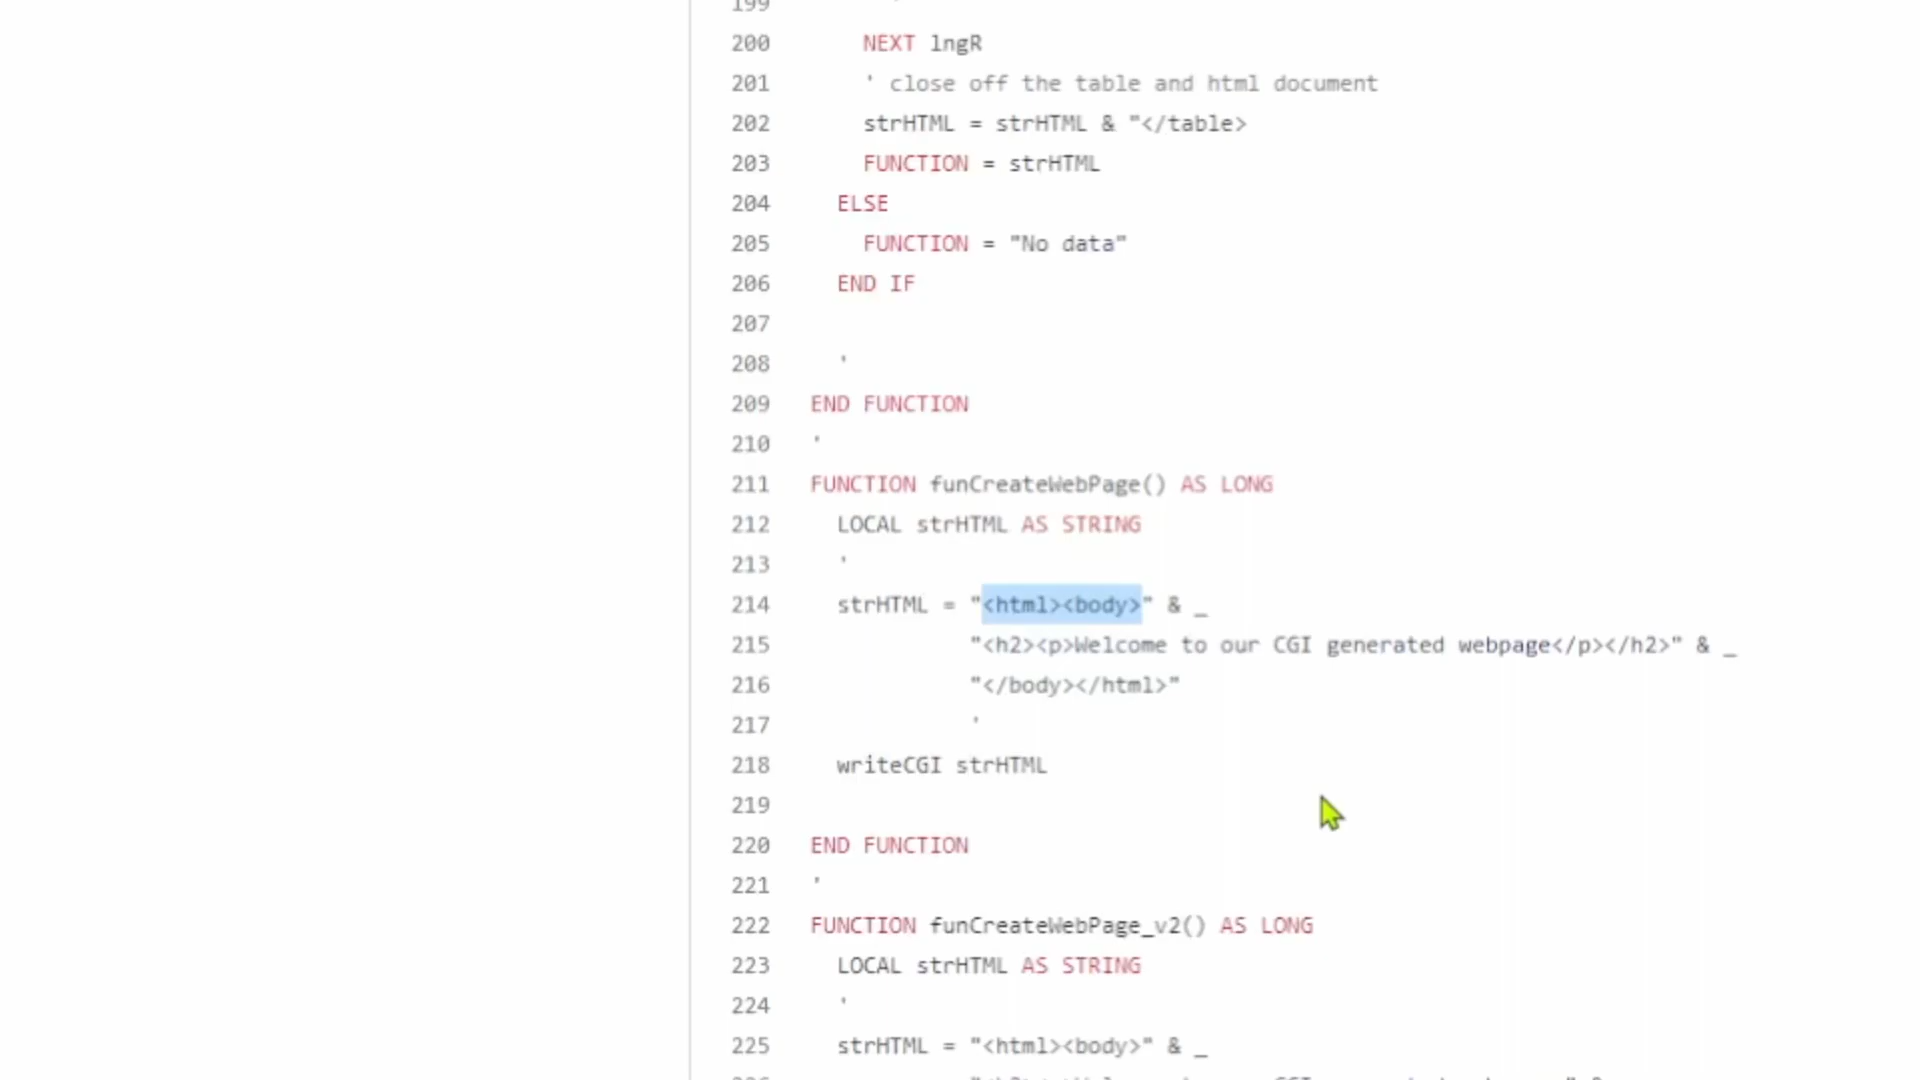 199
200 NEXT lngR
201 ' close off the table and html document
202 strHTML = strHTML & "</table>
203 FUNCTION = strHTML
204 ELSE
205 FUNCTION = "No data"
206 END IF
207
208 '
209 END FUNCTION
210 '
211 FUNCTION funCreateWebPage() AS LONG
212 LOCAL strHTML AS STRING
213 '
214 strHTML = "<html><body>" & _
215 "<h2><p>Welcome to our CGI generated webpage</p></h2>" & _
216 "</body></html>"
217 '
218 writeCGI strHTML
219
220 END FUNCTION
221 '
222 FUNCTION funCreateWebPage_v2() AS LONG
223 LOCAL strHTML AS STRING
224 '
225 strHTML = "<html><body>" & _